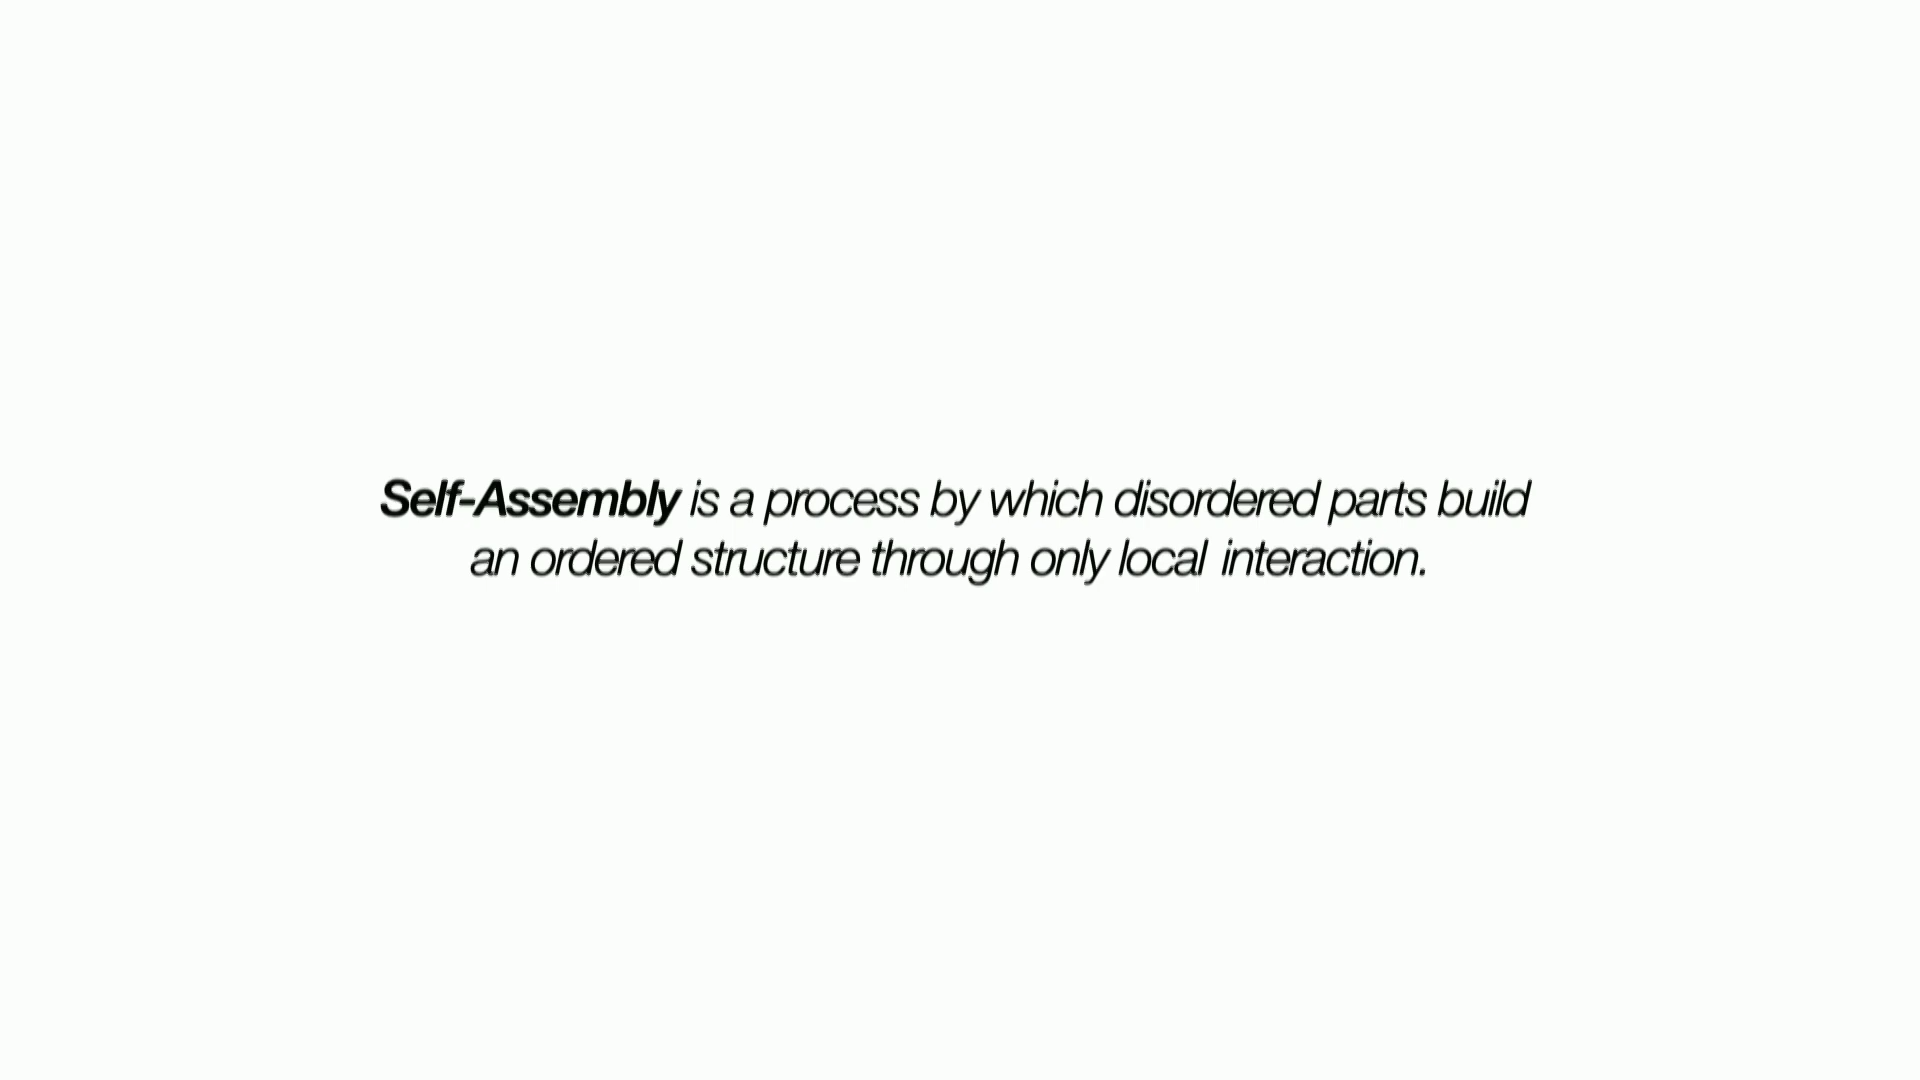 Self-Assembly is a process by which disordered parts build
an ordered structure through only local interaction.